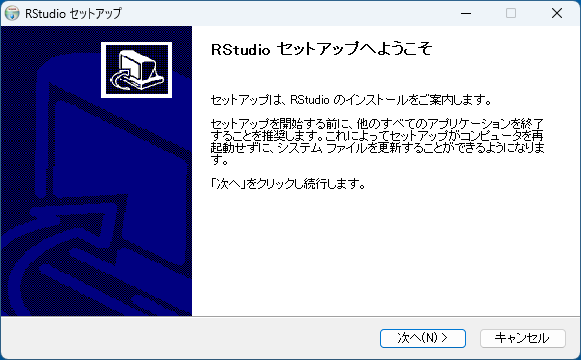 RStudio セットアップ
RStudio セットアップへようこそ
セットアップは、RStudio のインストールをご案内します。
セットアップを開始する前に、他のすべてのアプリケーションを終了
することを推奨します。これによってセットアップがコンピュータを再
起動せずに、システム ファイルを更新することができるようになりま
す。
「次へ」をクリックし続行します。
次へ(N) >
キャンセル